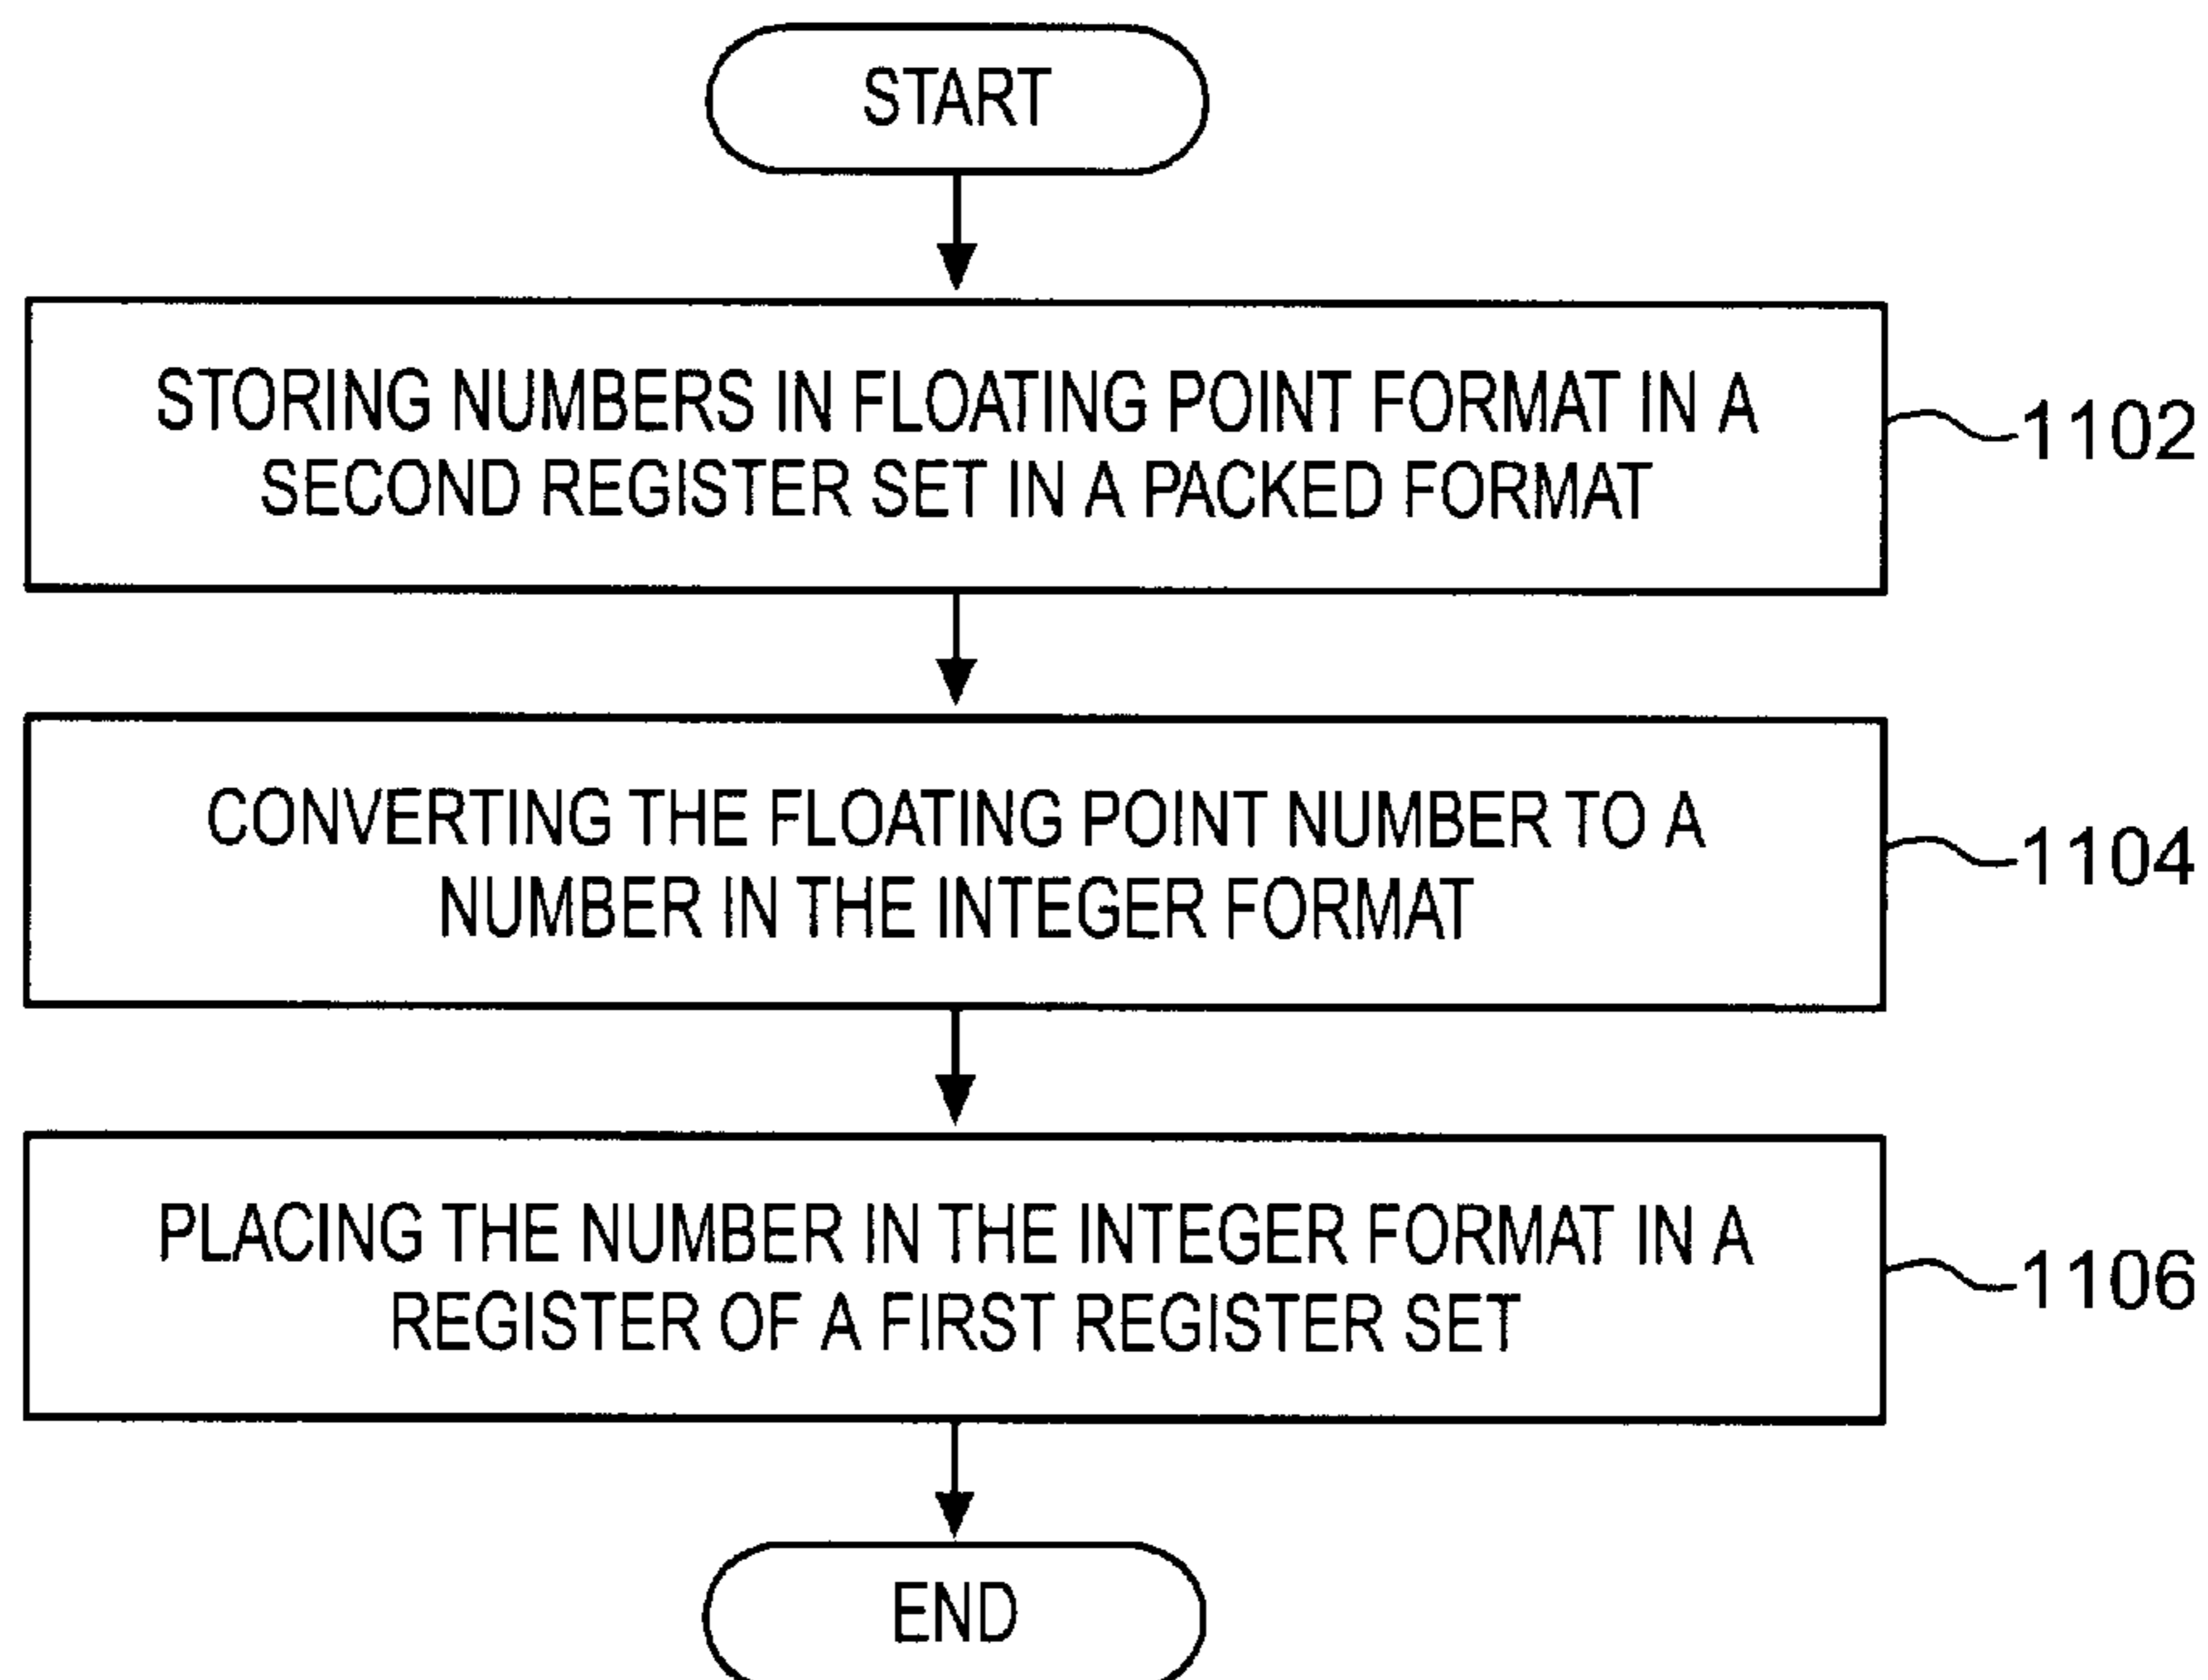 START
STORING NUMBERS IN FLOATING POINT FORMAT IN A
SECOND REGISTER SET IN A PACKED FORMAT
1102
CONVERTING THE FLOATING POINT NUMBER TO A
NUMBER IN THE INTEGER FORMAT
1104
PLACING THE NUMBER IN THE INTEGER FORMAT IN A
REGISTER OF A FIRST REGISTER SET
1106
END